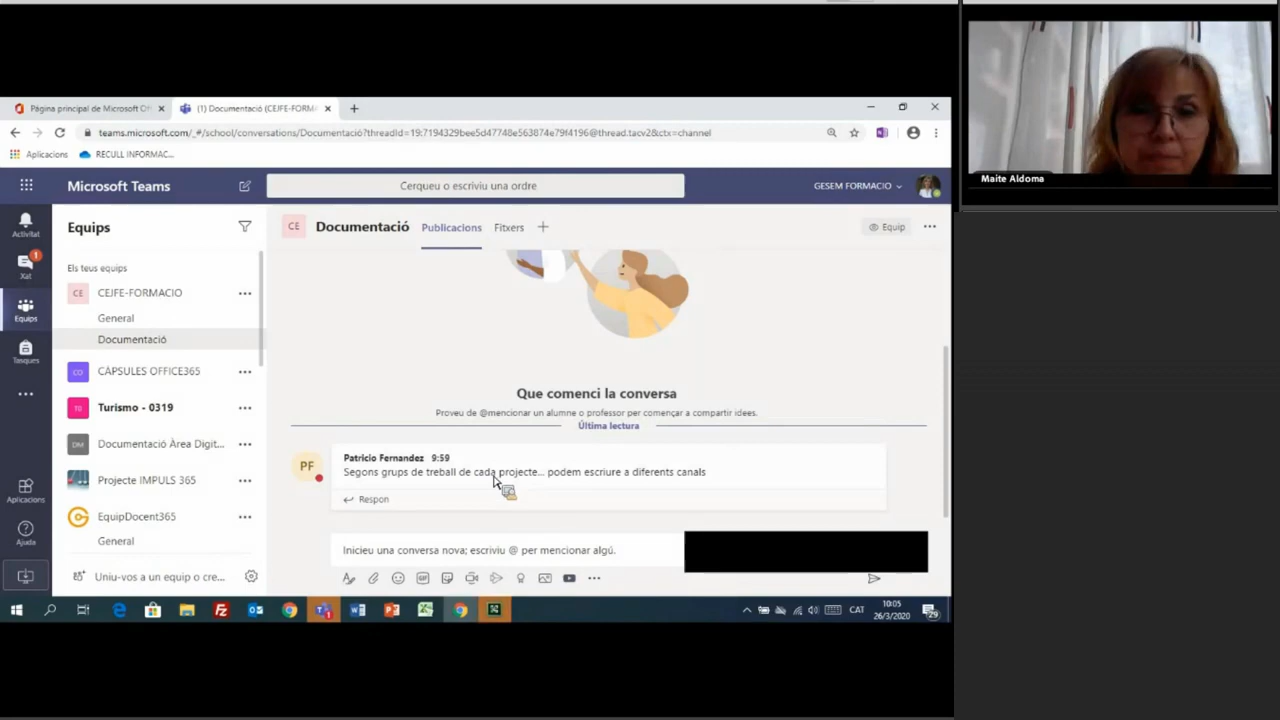 Página principal de Microsoft Of
(1) Documentació (CEJFE-FORMA
teams.microsoft.com/_#/school/conversations/Documentació?threadId=19:7194329bee5d47748e563874e79f4196@thread.tacv2&ctx=channel
Aplicacions
RECULL INFORMAC...
Microsoft Teams
Cerqueu o escriviu una ordre
GESEM FORMACIO
Maite Aldoma
Activitat
Xat
1
Equips
Tasques
Aplicacions
Ajuda
Equips
Els teus equips
CE
CEJFE-FORMACIO
General
Documentació
CO
CÀPSULES OFFICE365
T0
Turismo - 0319
DM
Documentació Àrea Digit...
Projecte IMPULS 365
EquipDocent365
General
Uniu-vos a un equip o cre...
CE
Documentació
Publicacions
Fitxers
Equip
Que comenci la conversa
Proveu de @mencionar un alumne o professor per començar a compartir idees.
Última lectura
PF
Patricio Fernandez 9:59
Segons grups de treball de cada projecte... podem escriure a diferents canals
Respon
Inicieu una conversa nova; escriviu @ per mencionar algú.
GIF
CAT
10:05
26/3/2020
29